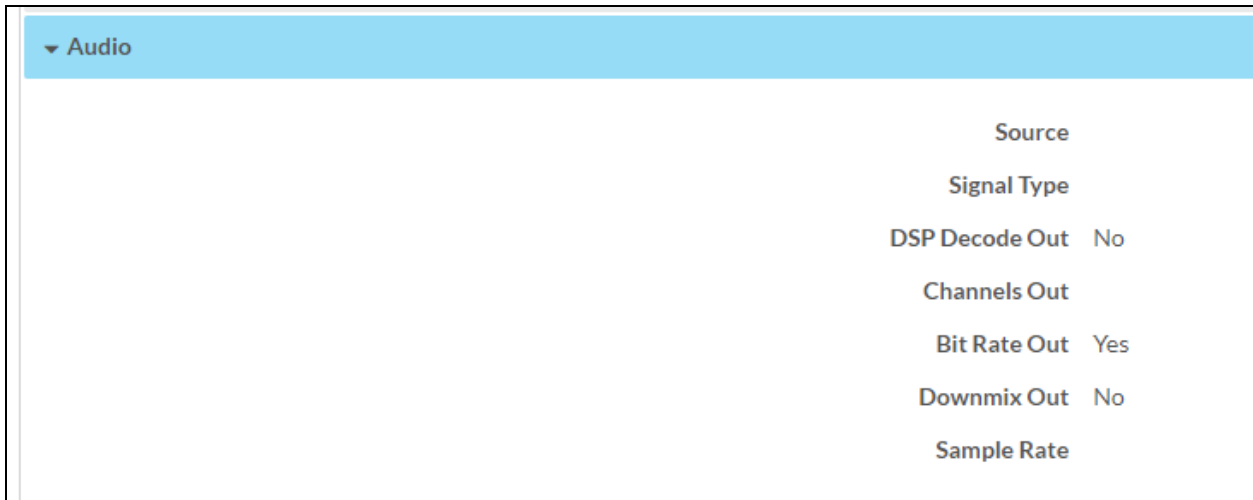 Audio
Source
Signal Type
DSP Decode Out No
Channels Out
Bit Rate Out Yes
Downmix Out No
Sample Rate